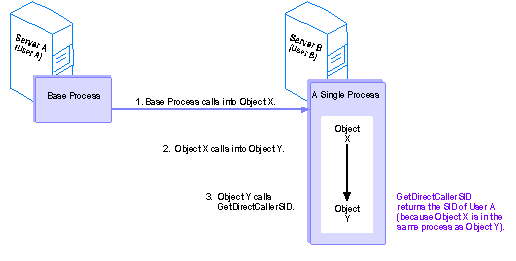 Server A
(User A)
Server B
(User B)
Base Process
A Single Process
1. Base Process calls into Object X.
Object
X
2. Object X calls into Object Y.
3. Object Y calls
GetDirectCallerSID.
Object
Y
GetDirectCallerSID
returns the SID of User A
(because Object X is in the
same process as Object Y).